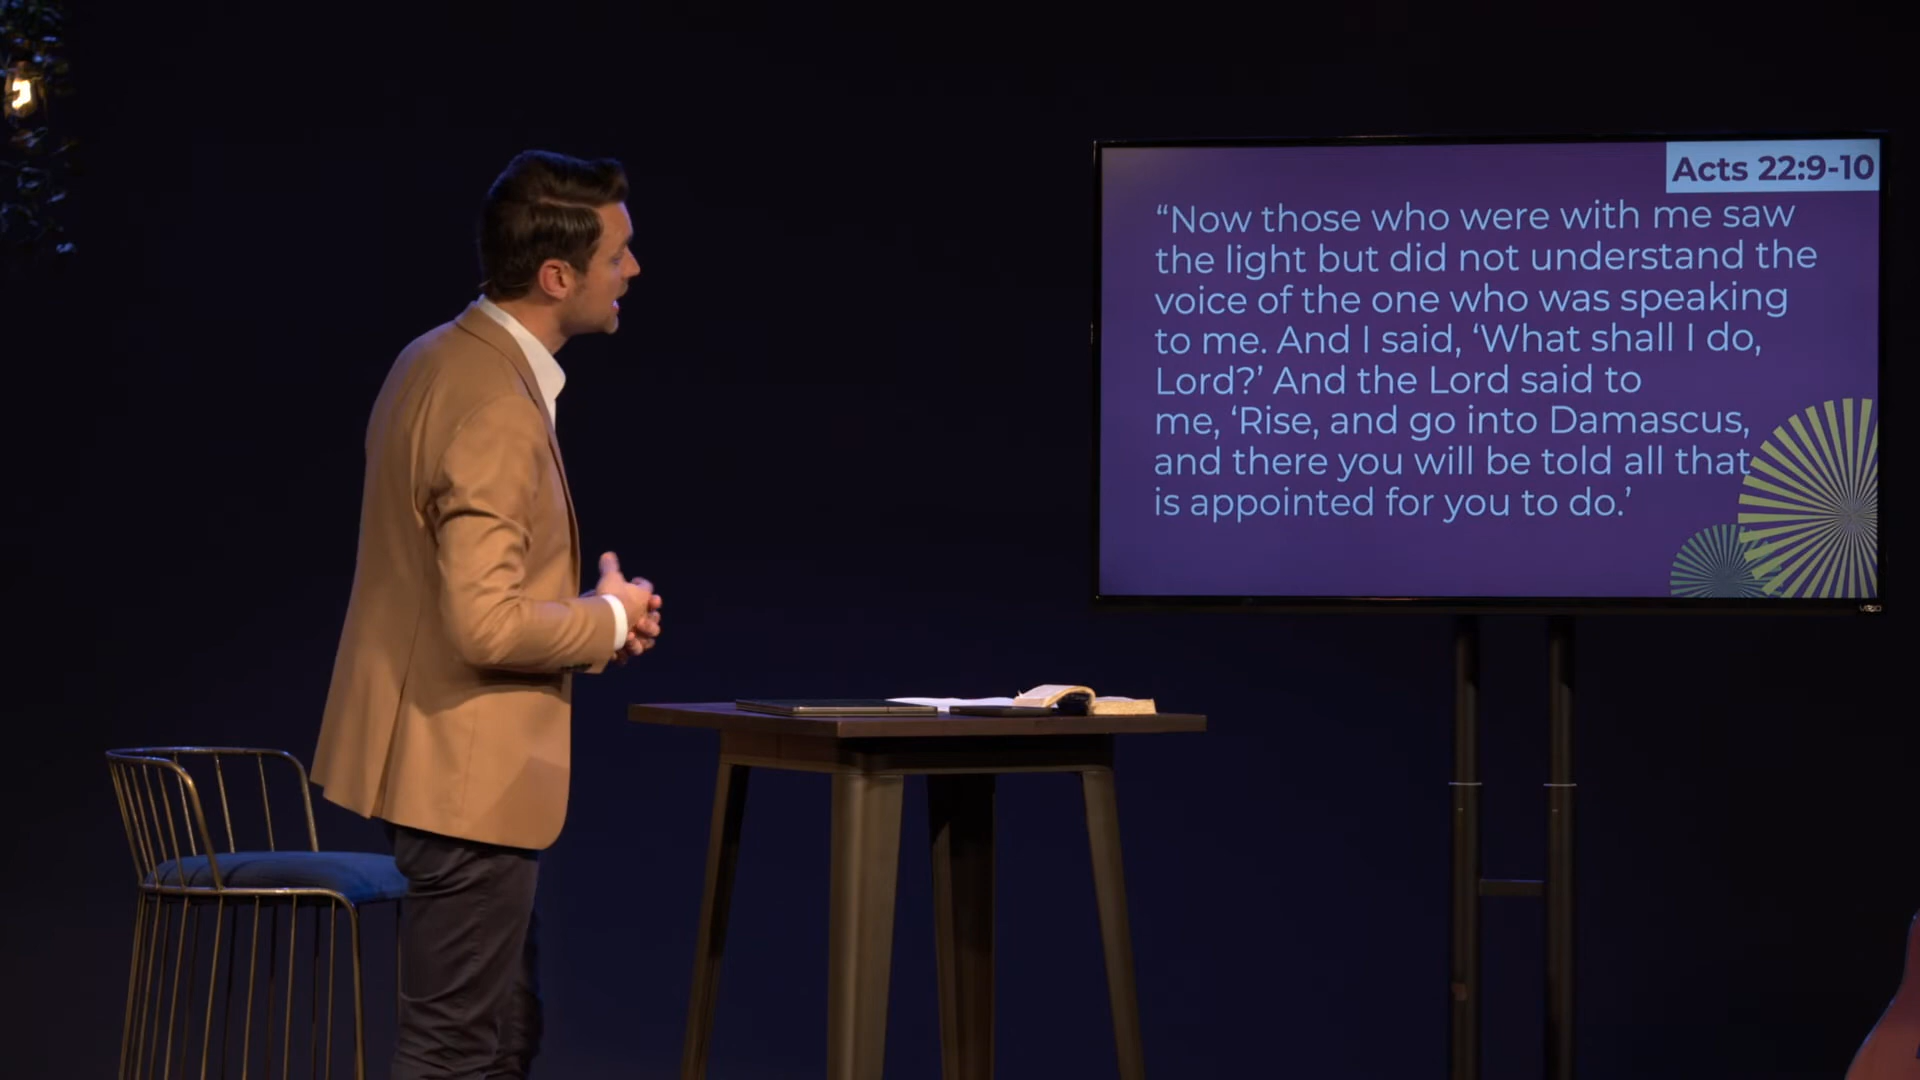 Acts 22:9-10
“Now those who were with me saw
the light but did not understand the
voice of the one who was speaking
to me. And I said, ‘What shall I do,
Lord?’ And the Lord said to
me, ‘Rise, and go into Damascus,
and there you will be told all that
is appointed for you to do.’